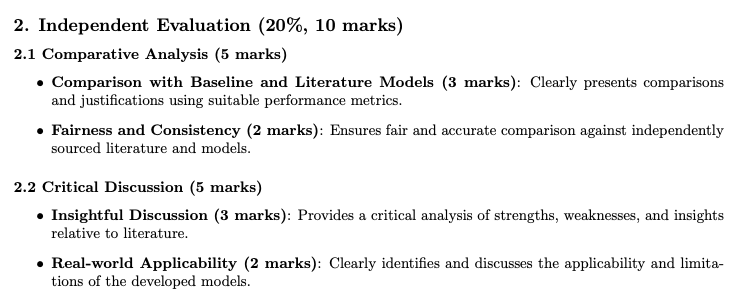 2. Independent Evaluation (20%, 10 marks)
2.1 Comparative Analysis (5 marks)
• Comparison with Baseline and Literature Models (3 marks): Clearly presents comparisons
and justifications using suitable performance metrics.
• Fairness and Consistency (2 marks): Ensures fair and accurate comparison against independently
sourced literature and models.
2.2 Critical Discussion (5 marks)
• Insightful Discussion (3 marks): Provides a critical analysis of strengths, weaknesses, and insights
relative to literature.
• Real-world Applicability (2 marks): Clearly identifies and discusses the applicability and limita-
tions of the developed models.